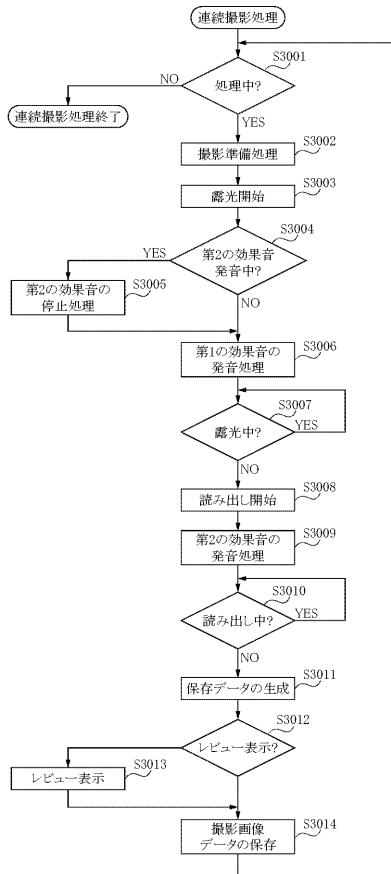 連続撮影処理
S3001
処理中?
NO
連続撮影処理終了
YES
S3002
撮影準備処理
S3003
露光開始
S3004
第2の効果音
発音中?
YES
S3005
第2の効果音の
停止処理
NO
S3006
第1の効果音の
発音処理
S3007
露光中?
YES
NO
S3008
読み出し開始
S3009
第2の効果音の
発音処理
S3010
読み出し中?
YES
NO
S3011
保存データの生成
S3012
レビュー表示?
S3013
レビュー表示
S3014
撮影画像
データの保存